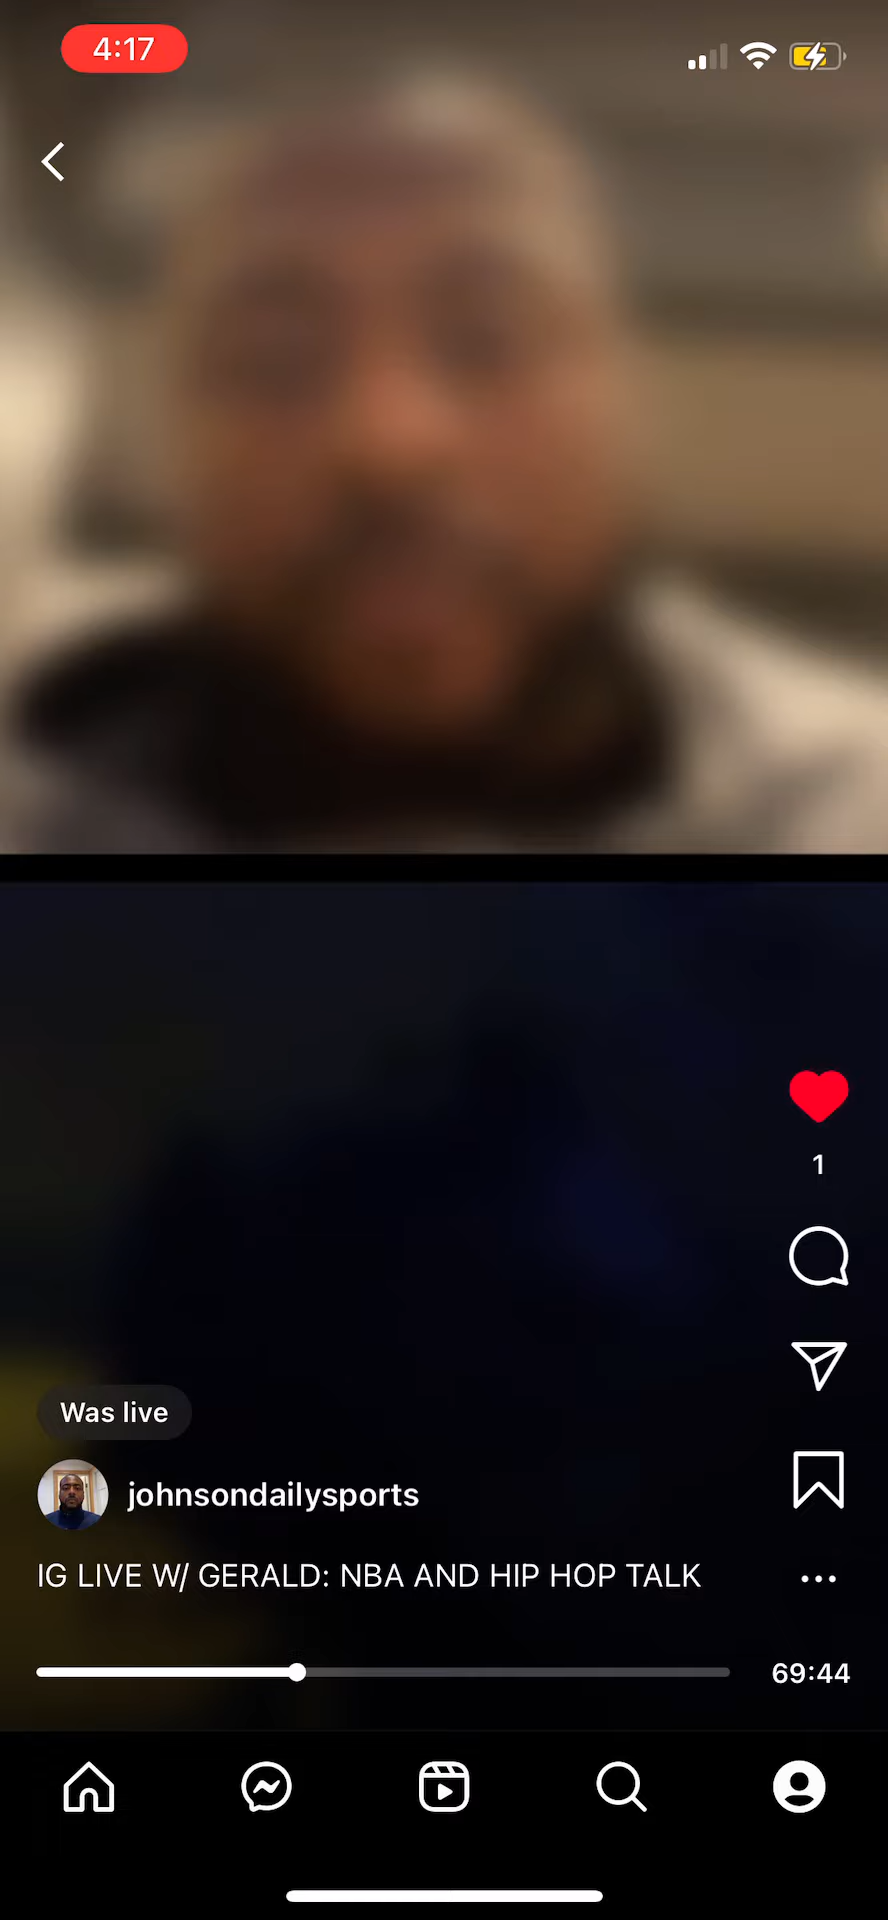 4:17
1
Was live
johnsondailysports
IG LIVE W/ GERALD: NBA AND HIP HOP TALK
69:44